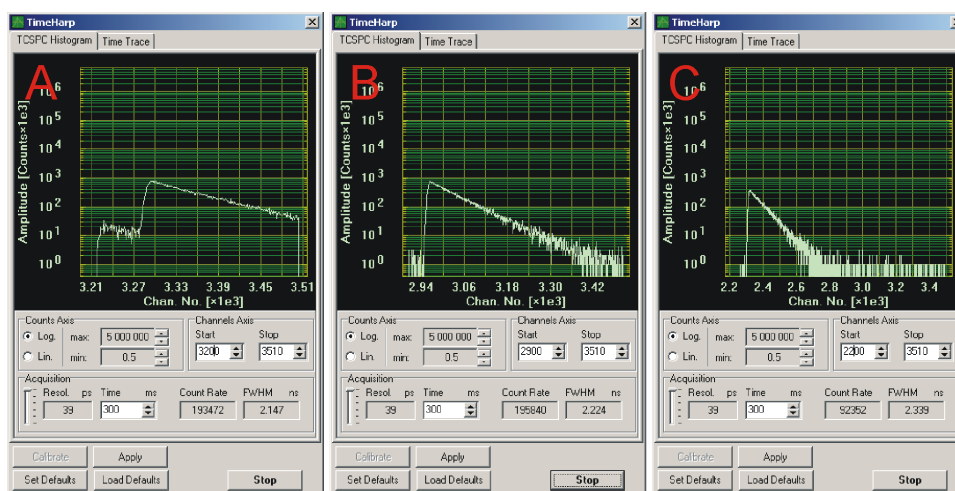 TimeHarp
TCSPC Histogram Time Trace
A
Amplitude [Counts×1e3]
10^6
10^5
10^4
10^3
10^2
10^1
10^0
3.21 3.27 3.33 3.39 3.45 3.51
Chan. No. [×1e3]
Counts Axis
Log. max: 5 000 000
Lin. min: 0.5
Channels Axis
Start Stop
3200 3510
Acquisition
Resol. ps Time ms Count Rate FWHM ns
39 300 193472 2.147
Calibrate Apply
Set Defaults Load Defaults Stop
TimeHarp
TCSPC Histogram Time Trace
B
Amplitude [Counts×1e3]
10^6
10^5
10^4
10^3
10^2
10^1
10^0
2.94 3.06 3.18 3.30 3.42
Chan. No. [×1e3]
Counts Axis
Log. max: 5 000 000
Lin. min: 0.5
Channels Axis
Start Stop
2900 3510
Acquisition
Resol. ps Time ms Count Rate FWHM ns
39 300 195840 2.224
Calibrate Apply
Set Defaults Load Defaults Stop
TimeHarp
TCSPC Histogram Time Trace
C
Amplitude [Counts×1e3]
10^6
10^5
10^4
10^3
10^2
10^1
10^0
2.2 2.4 2.6 2.8 3.0 3.2 3.4
Chan. No. [×1e3]
Counts Axis
Log. max: 5 000 000
Lin. min: 0.5
Channels Axis
Start Stop
2200 3510
Acquisition
Resol. ps Time ms Count Rate FWHM ns
39 300 92352 2.339
Calibrate Apply
Set Defaults Load Defaults Stop